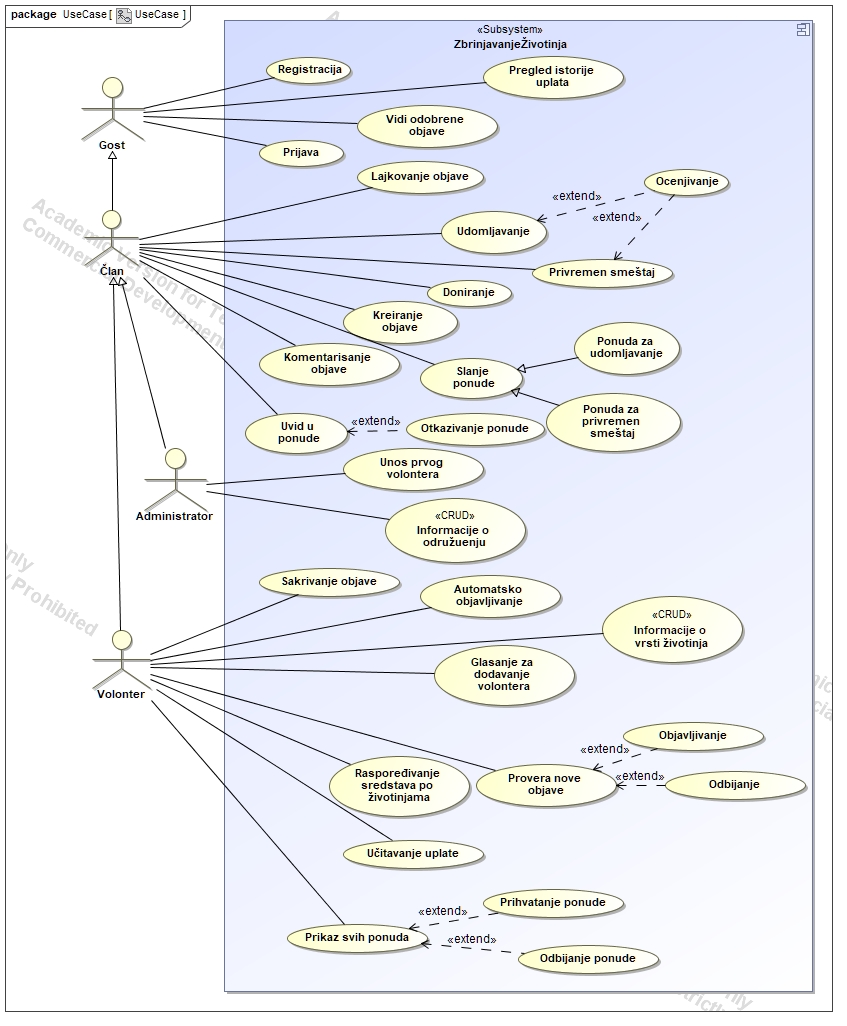 package UseCase [ UseCase ]
«Subsystem»
ZbrinjavanjeŽivotinja
Registracija
Pregled istorije
uplata
Vidi odobrene
objave
Prijava
Gost
Lajkovanje objave
Ocenjivanje
«extend»
«extend»
Udomljavanje
Privremen smeštaj
Član
Doniranje
Kreiranje
objave
Komentarisanje
objave
Slanje
ponude
Ponuda za
udomljavanje
Ponuda za
privremen
smeštaj
Uvid u
ponude
«extend»
Otkazivanje ponude
Unos prvog
volontera
Administrator
«CRUD»
Informacije o
odružuenju
Sakrivanje objave
Automatsko
objavljivanje
«CRUD»
Informacije o
vrsti životinja
Glasanje za
dodavanje
volontera
Volonter
Objavljivanje
«extend»
Raspoređivanje
sredstava po
životinjama
Provera nove
objave
«extend»
Odbijanje
Učitavanje uplate
Prihvatanje ponude
«extend»
Prikaz svih ponuda
«extend»
Odbijanje ponude
Academic Version for Te
Commercial Development
nly
y Prohibited